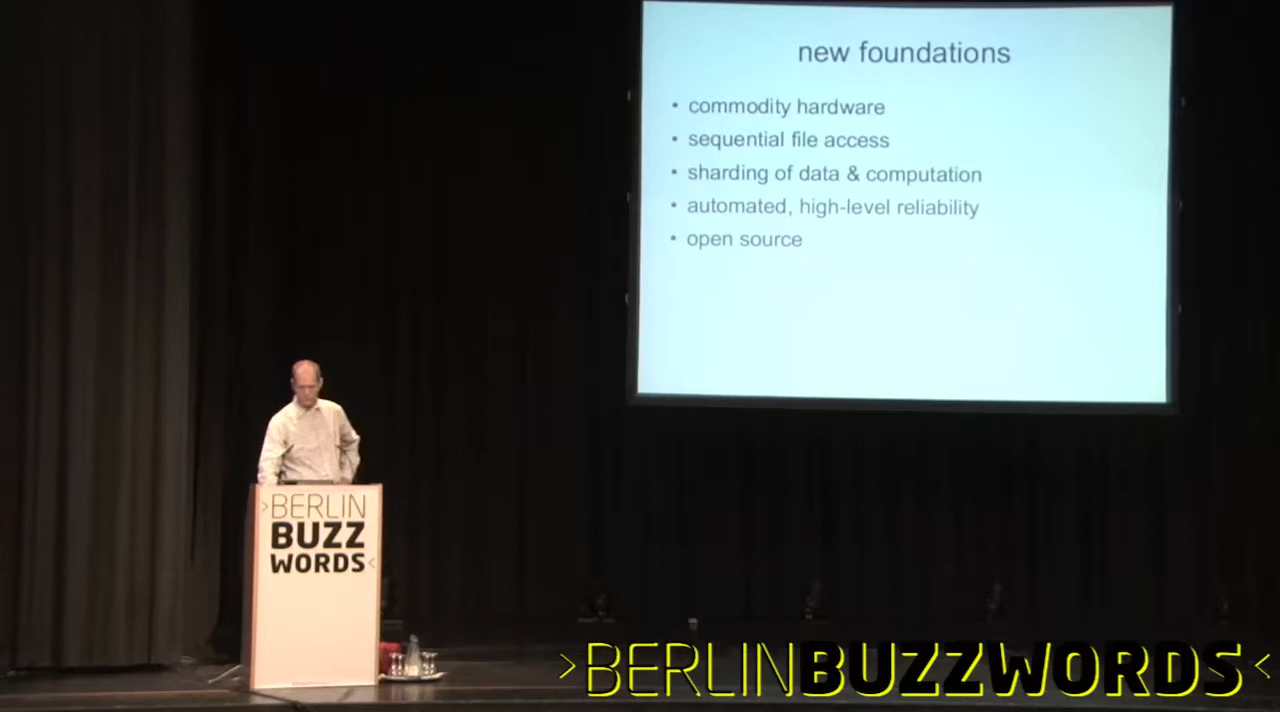 new foundations
• commodity hardware
• sequential file access
• sharding of data & computation
• automated, high-level reliability
• open source
>BERLIN
BUZZ
WORDS<
>BERLINBUZZWORDS<